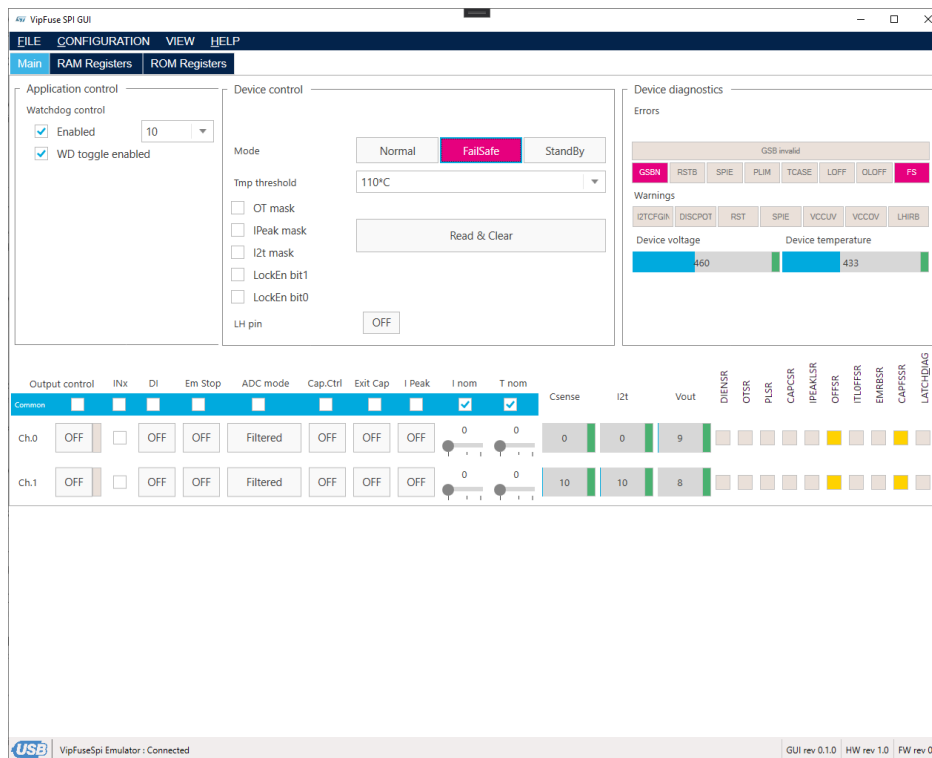 VipFuse SPI GUI
FILE CONFIGURATION VIEW HELP
Main RAM Registers ROM Registers
Application control
Watchdog control
Enabled 10
WD toggle enabled
Device control
Mode Normal FailSafe StandBy
Tmp threshold 110°C
OT mask
IPeak mask
Read & Clear
I2t mask
LockEn bit1
LockEn bit0
LH pin OFF
Device diagnostics
Errors
GSB invalid
GSBN RSTB SPIE PLIM TCASE LOFF OLOFF FS
Warnings
I2TCFGIN DISCPOT RST SPIE VCCUV VCCOV LHIRB
Device voltage Device temperature
460 433
Output control INx DI Em Stop ADC mode Cap.Ctrl Exit Cap I Peak I nom T nom Csense I2t Vout DIENSR OTSR PLSR CAPCSR IPEAKLSR OFFSR ITLOFFSR EMRBSR CAPFSSR LATCHDIAG
Common
Ch.0 OFF OFF OFF Filtered OFF OFF OFF 0 0 0 0 9
Ch.1 OFF OFF OFF Filtered OFF OFF OFF 0 0 10 10 8
USB VipFuseSpi Emulator : Connected GUI rev 0.1.0 HW rev 1.0 FW rev 0